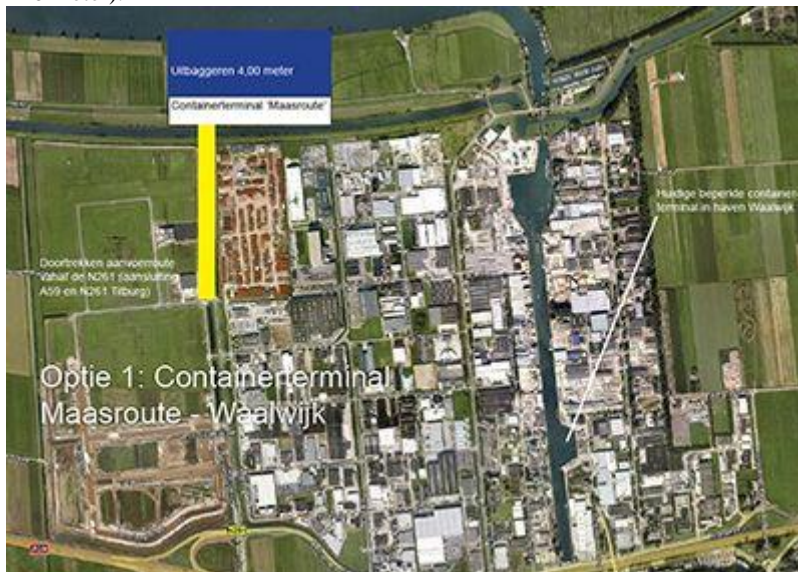 Uitbaggeren 4,00 meter
Containerterminal 'Maasroute'
Huidige beperkte container
terminal in haven Waalwijk
Doortrekken aanvoerroute
Vanaf de N261 (aansluiting
A59 en N261 Tilburg)
Optie 1: Containerterminal
Maasroute - Waalwijk